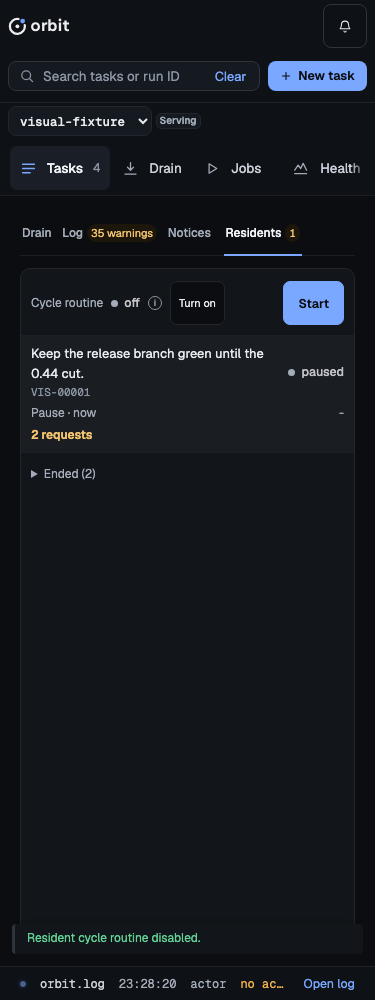 orbit
Search tasks or run ID Clear + New task
visual-fixture Serving
Tasks 4 Drain Jobs Health
Drain Log 35 warnings Notices Residents 1
Cycle routine off i Turn on Start
Keep the release branch green until the
0.44 cut.
paused
VIS-00001
Pause · now -
2 requests
Ended (2)
Resident cycle routine disabled.
orbit.log 23:28:20 actor no ac… Open log